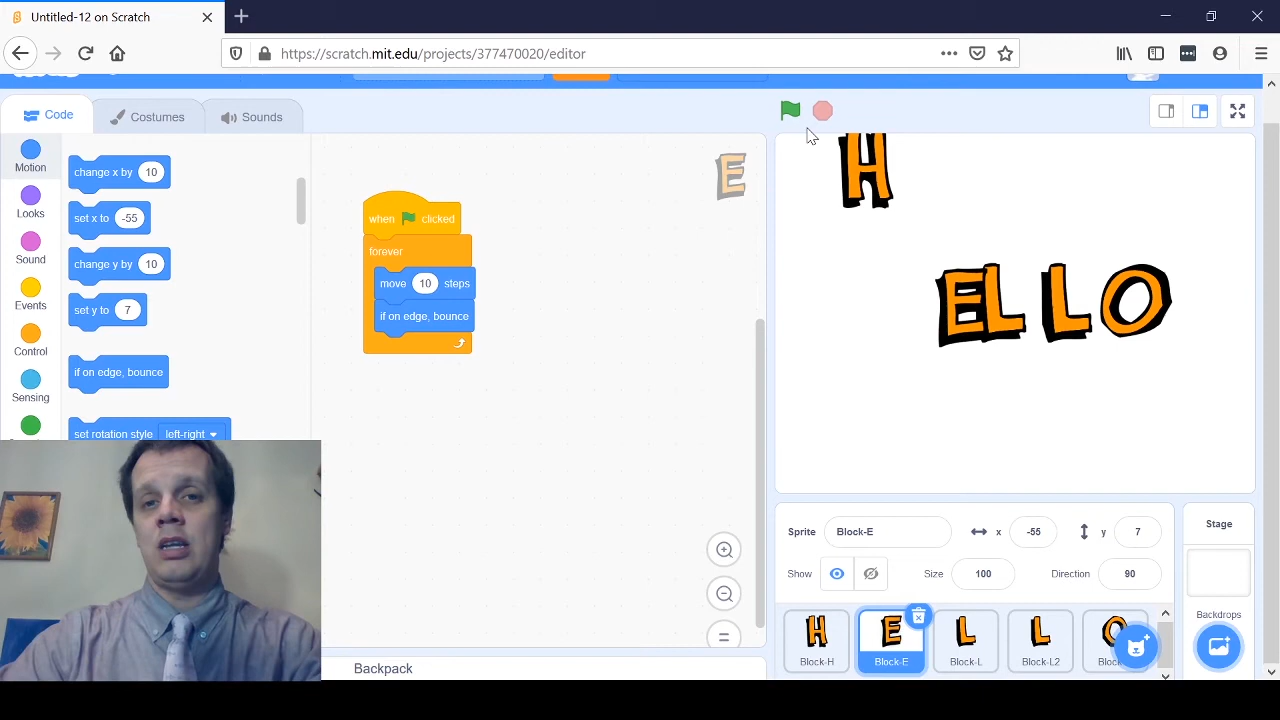 Untitled-12 on Scratch
https://scratch.mit.edu/projects/377470020/editor
Code
Costumes
Sounds
Motion
Looks
Sound
Events
Control
Sensing
change x by 10
set x to -55
change y by 10
set y to 7
if on edge, bounce
set rotation style left-right
when clicked
forever
move 10 steps
if on edge, bounce
E
H
ELLO
Sprite Block-E x -55 y 7
Show Size 100 Direction 90
H E L L O
Block-H Block-E Block-L Block-L2
Stage
Backdrops
Backpack